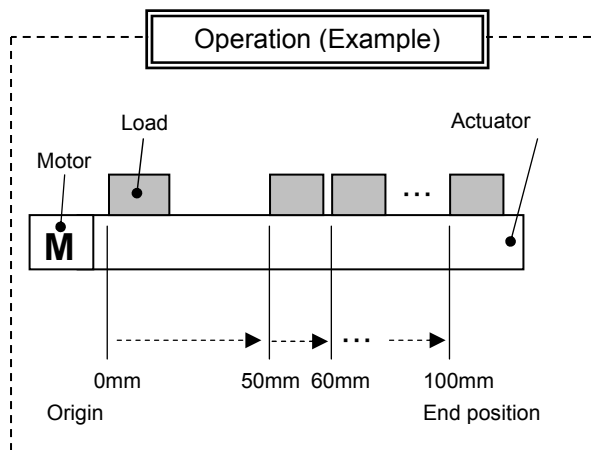 Operation (Example)
Load
Actuator
Motor
...
M
...
0mm
50mm
60mm
100mm
Origin
End position